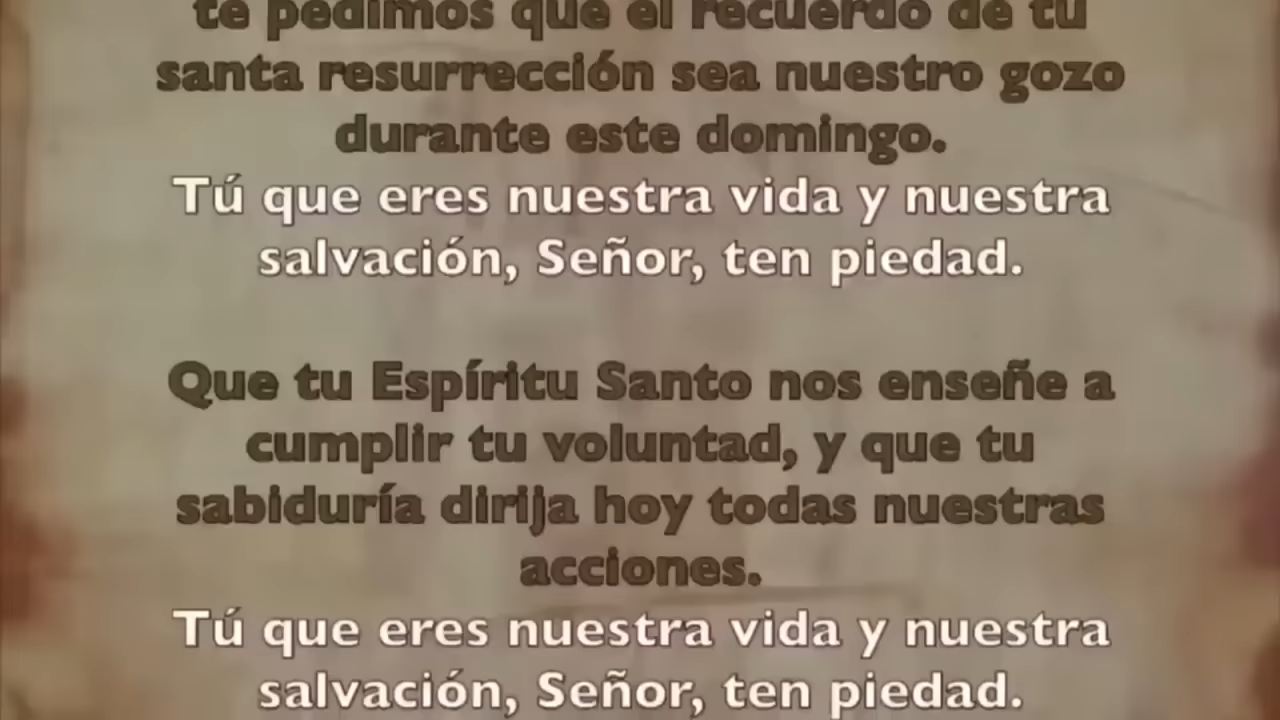 te pedimos que el recuerdo de tu
santa resurrección sea nuestro gozo
durante este domingo.
Tú que eres nuestra vida y nuestra
salvación, Señor, ten piedad.
Que tu Espíritu Santo nos enseñe a
cumplir tu voluntad, y que tu
sabiduría dirija hoy todas nuestras
acciones.
Tú que eres nuestra vida y nuestra
salvación, Señor, ten piedad.